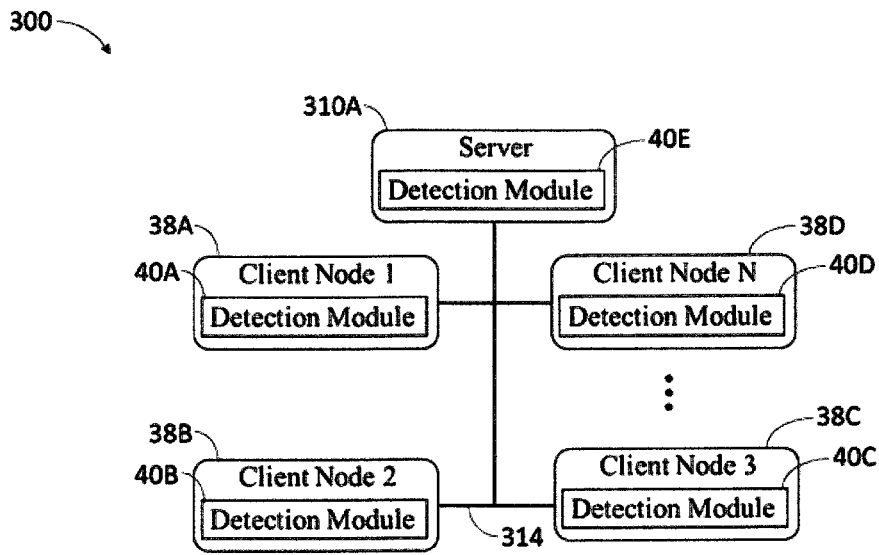 300
310A
Server
40E
Detection Module
38A
38D
Client Node 1
Client Node N
40A
40D
Detection Module
Detection Module
38B
38C
Client Node 2
Client Node 3
40B
40C
Detection Module
Detection Module
314